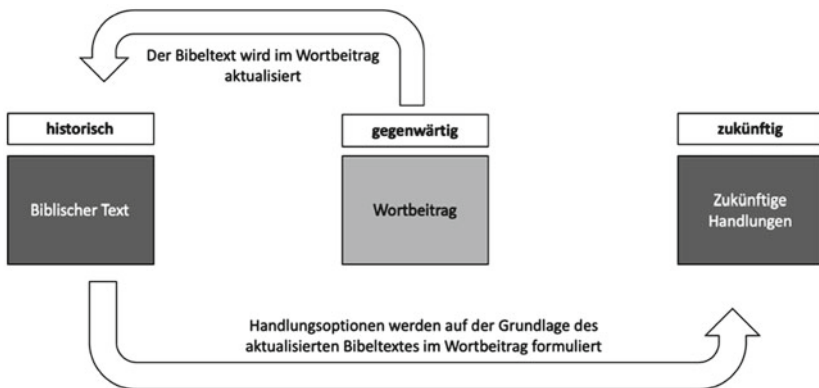 Der Bibeltext wird im Wortbeitrag
aktualisiert
historisch
gegenwärtig
zukünftig
Biblischer Text
Wortbeitrag
Zukünftige
Handlungen
Handlungsoptionen werden auf der Grundlage des
aktualisierten Bibeltextes im Wortbeitrag formuliert